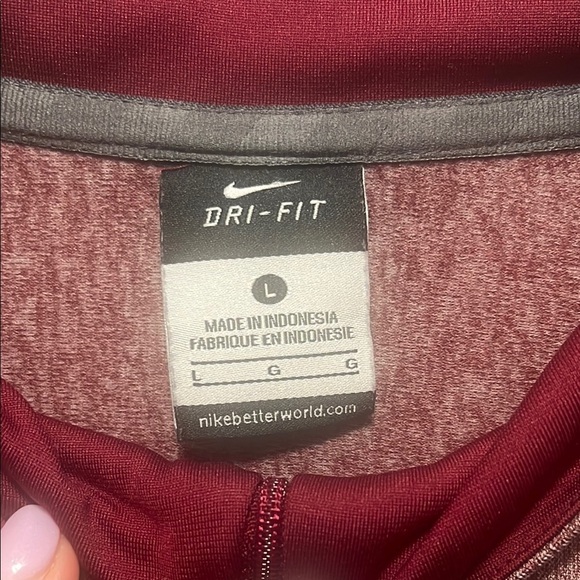 DRI-FIT
L
MADE IN INDONESIA
FABRIQUE EN INDONESIE
L G G
nikebetterworld.com